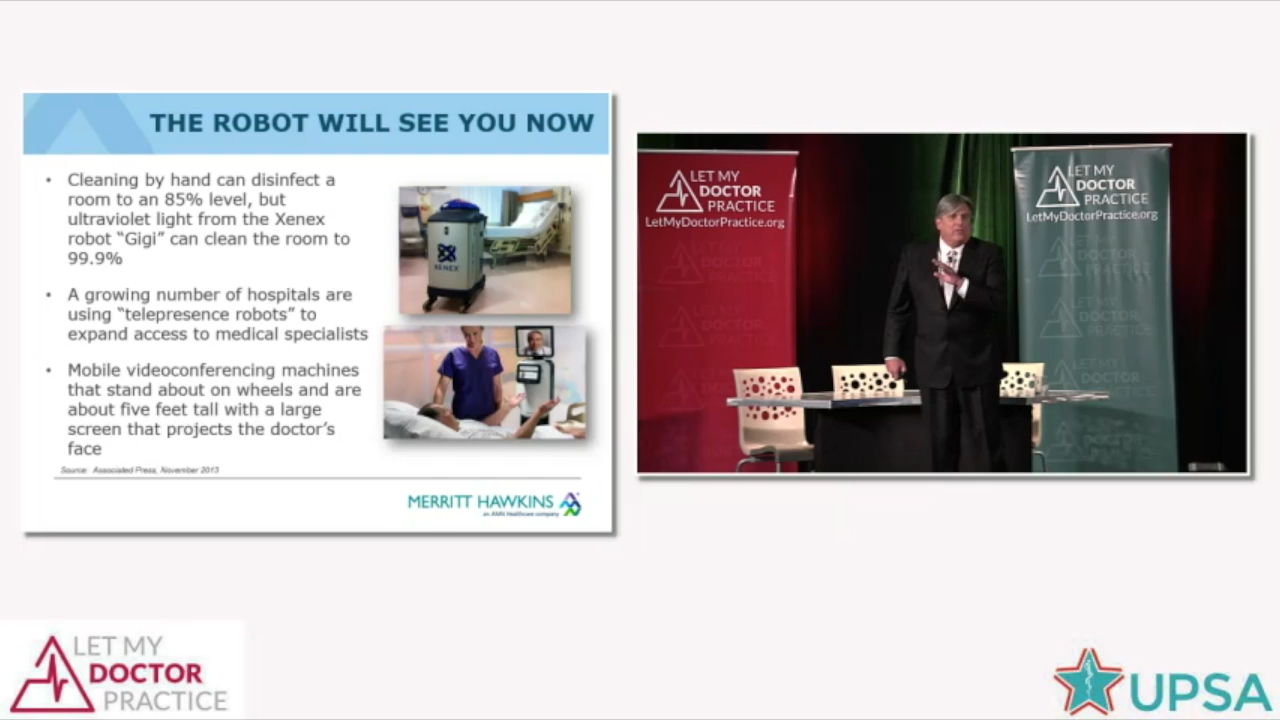 THE ROBOT WILL SEE YOU NOW
• Cleaning by hand can disinfect a
room to an 85% level, but
ultraviolet light from the Xenex
robot “Gigi” can clean the room to
99.9%
• A growing number of hospitals are
using “telepresence robots” to
expand access to medical specialists
• Mobile videoconferencing machines
that stand about on wheels and are
about five feet tall with a large
screen that projects the doctor’s
face
Source: Associated Press, November 2013
XENEX
MERRITT HAWKINS
an AMN Healthcare company
LET MY
DOCTOR
PRACTICE
LetMyDoctorPractice.org
LET MY
DOCTOR
PRACTICE
LetMyDoctorPractice.org
LET MY
DOCTOR
PRACTICE
UPSA